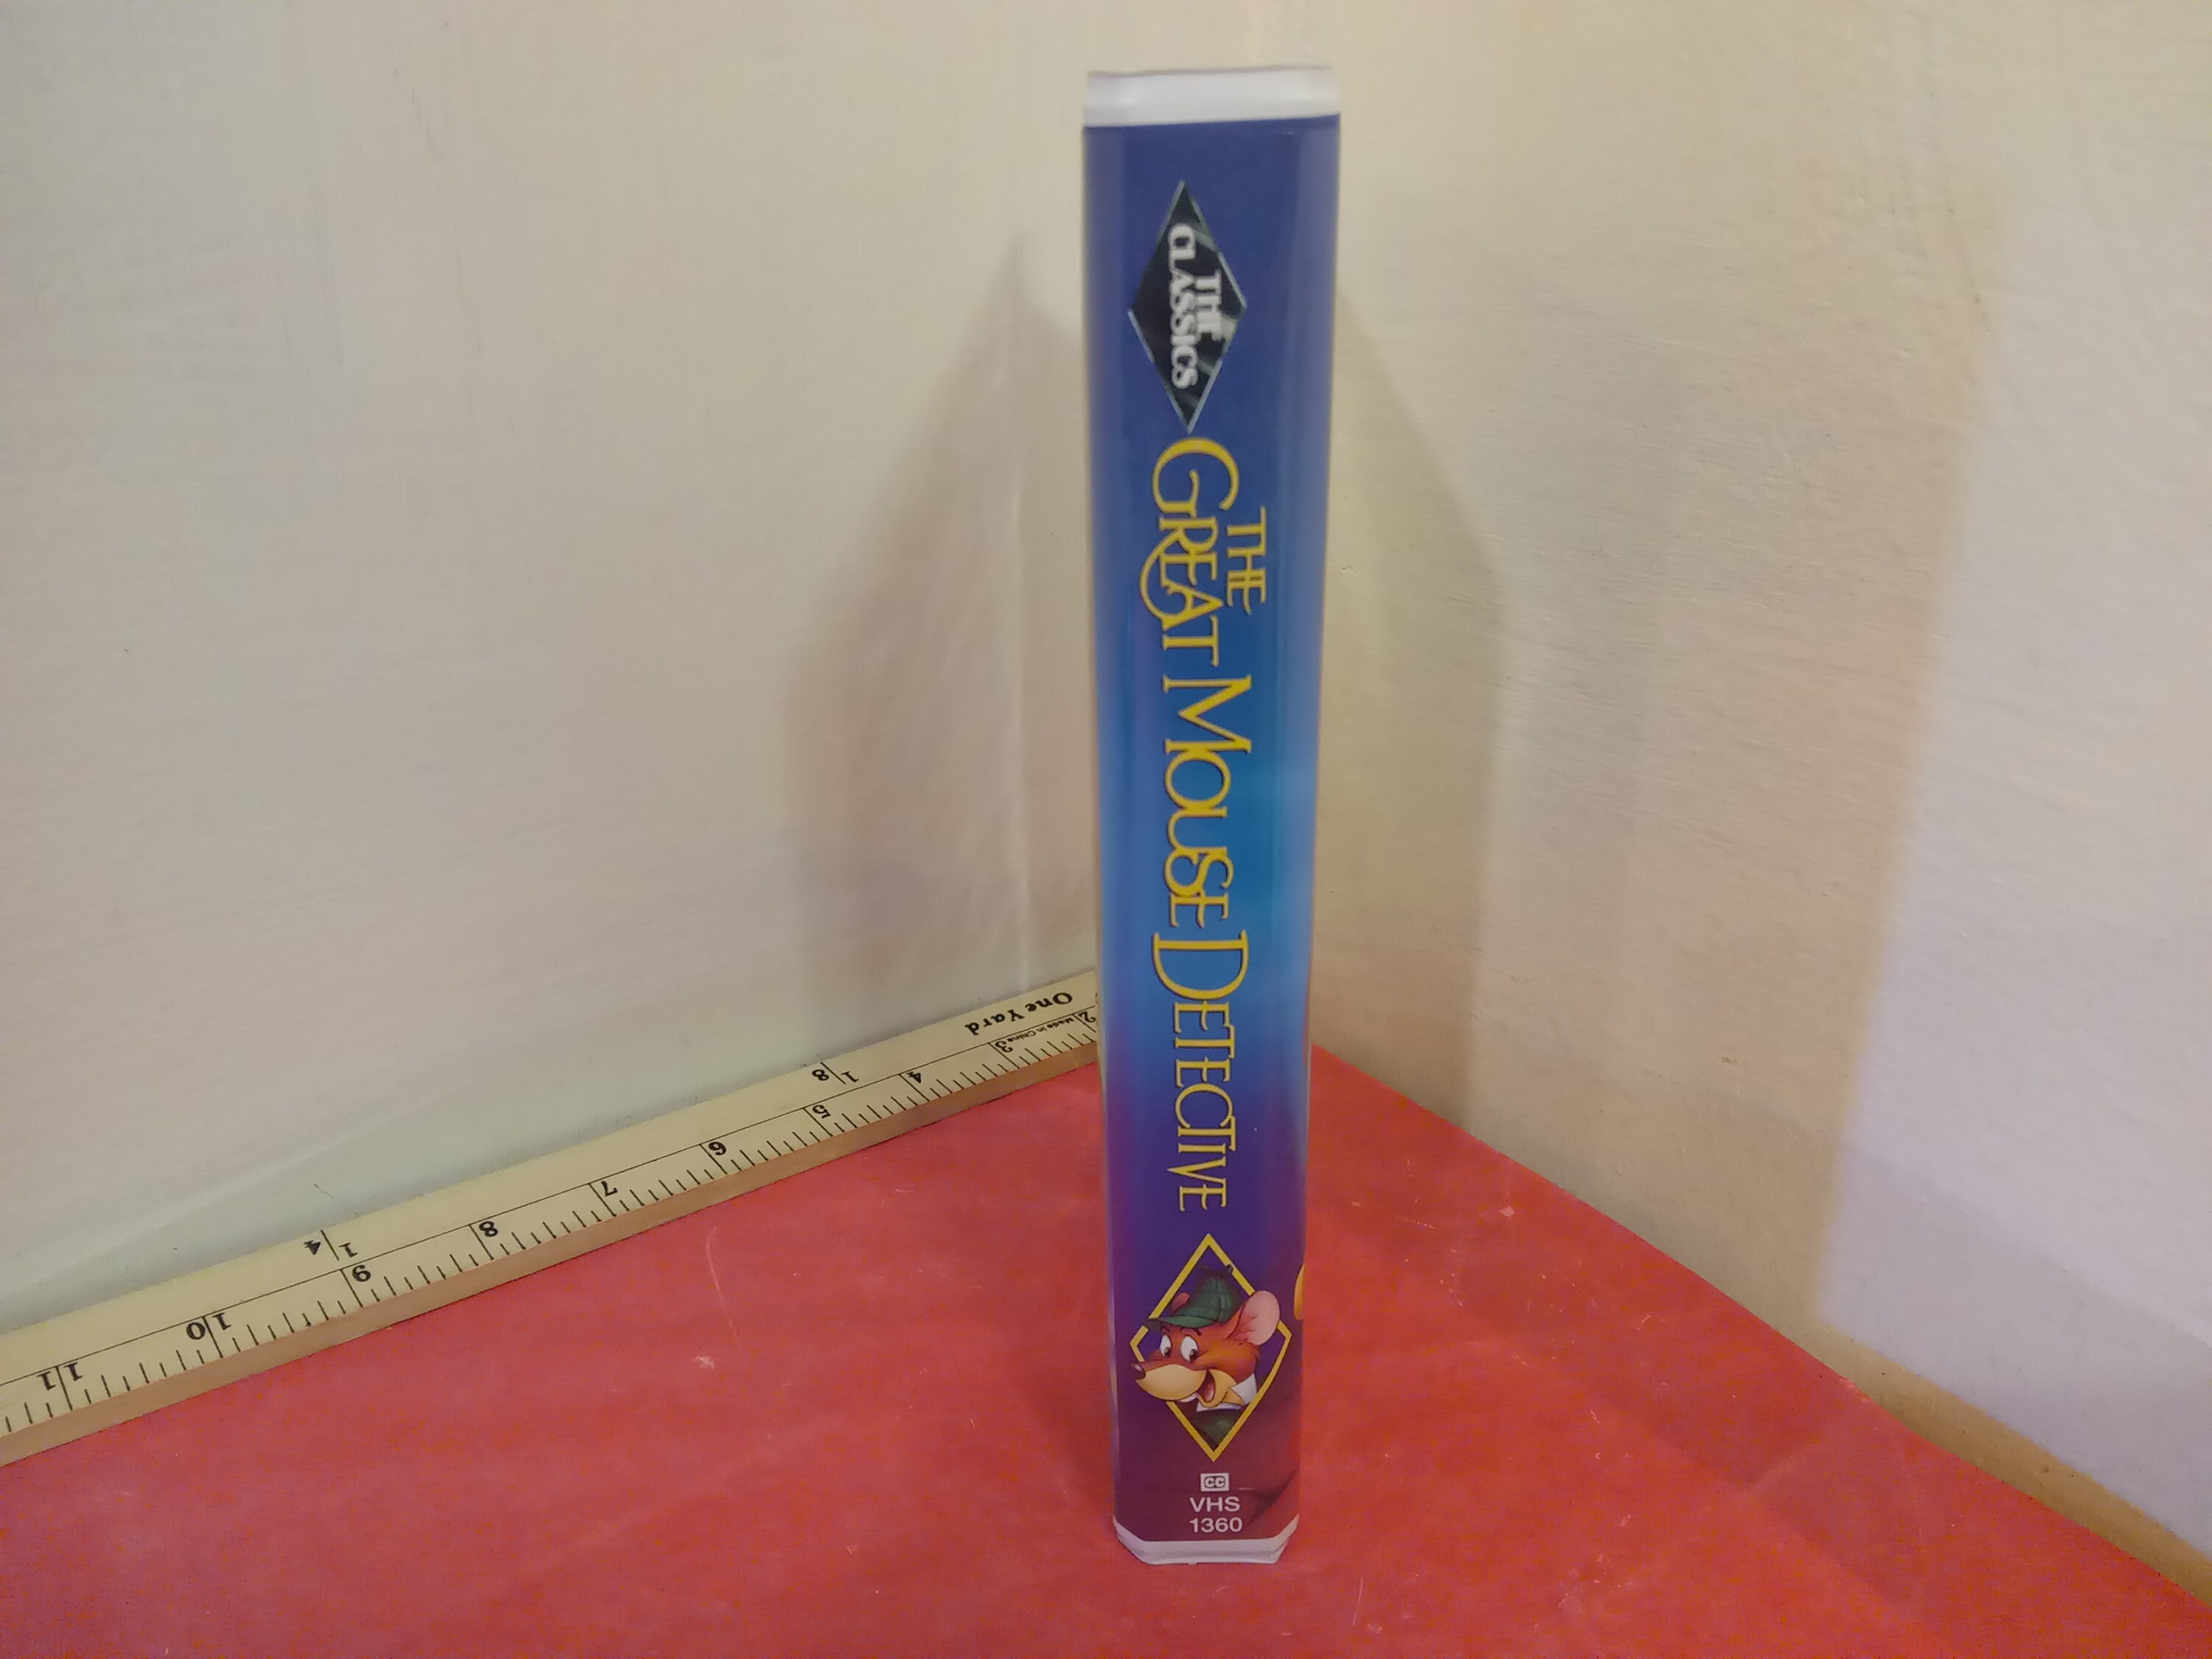 THE
CLASSICS
THE
GREAT MOUSE DETECTIVE
CC
VHS
1360
One Yard
Made in China
2
3
4
5
6
7
8
9
10
11
1
8
1
4